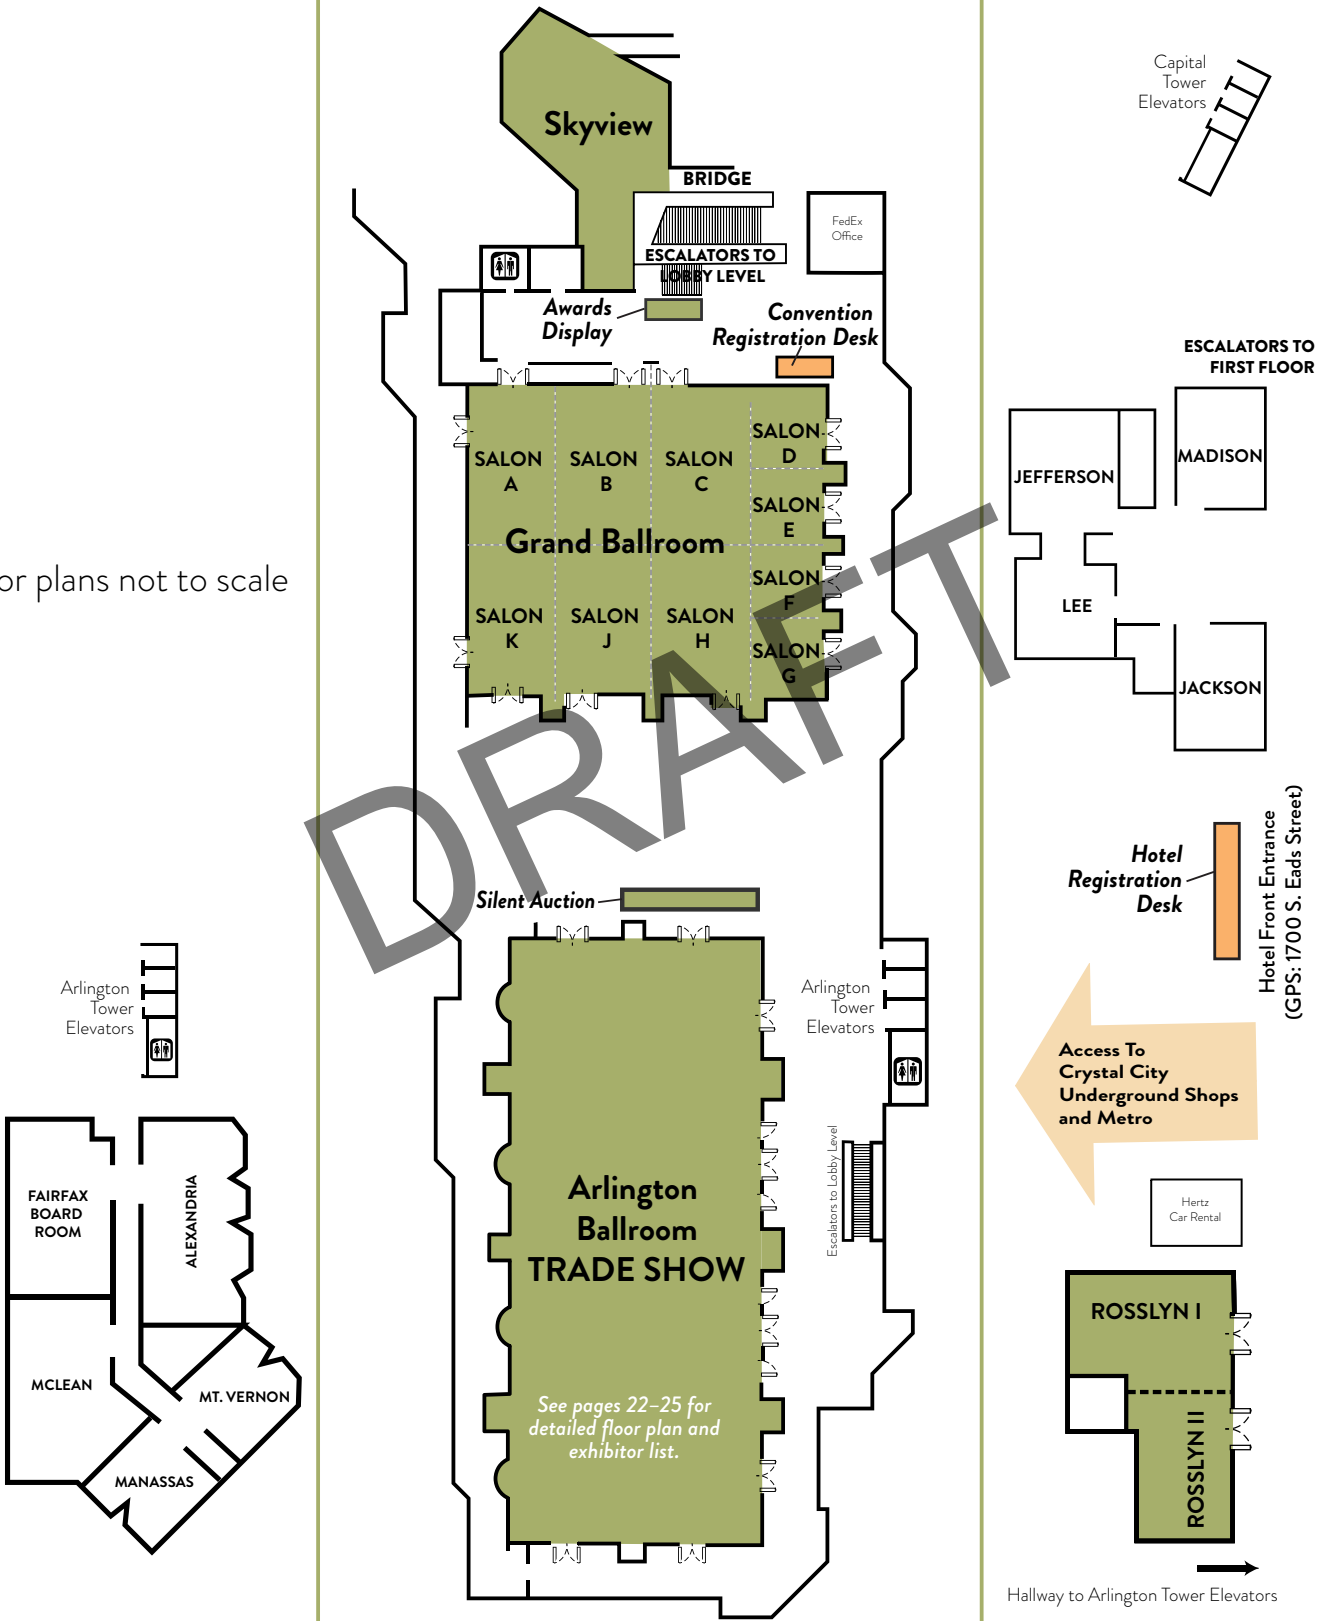 or plans not to scale
Arlington
Tower
Elevators
FAIRFAX
BOARD
ROOM
ALEXANDRIA
MCLEAN
MT. VERNON
MANASSAS
Skyview
BRIDGE
ESCALATORS TO
LOBBY LEVEL
FedEx
Office
Awards
Display
Convention
Registration Desk
SALON
A
SALON
B
SALON
C
SALON
D
SALON
E
Grand Ballroom
SALON
F
SALON
K
SALON
J
SALON
H
SALON
G
DRAFT
Silent Auction
Arlington
Tower
Elevators
Escalators to Lobby Level
Arlington
Ballroom
TRADE SHOW
See pages 22–25 for
detailed floor plan and
exhibitor list.
Capital
Tower
Elevators
ESCALATORS TO
FIRST FLOOR
JEFFERSON
MADISON
LEE
JACKSON
Hotel
Registration
Desk
Hotel Front Entrance
(GPS: 1700 S. Eads Street)
Access To
Crystal City
Underground Shops
and Metro
Hertz
Car Rental
ROSSLYN I
ROSSLYN II
Hallway to Arlington Tower Elevators